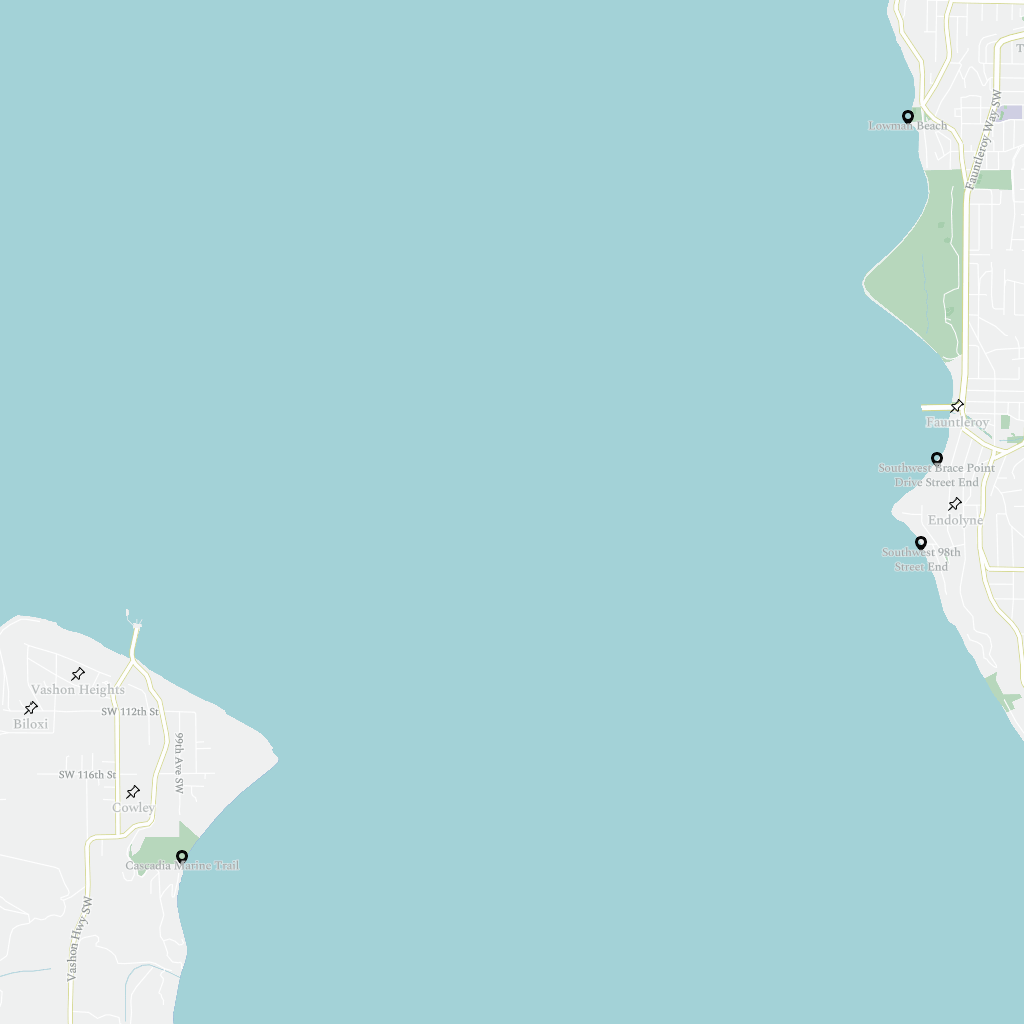 Fauntleroy Way SW
Lowman Beach
Fauntleroy
Southwest Brace Point
Drive Street End
Endolyne
Southwest 98th
Street End
Vashon Heights
Biloxi
SW 112th St
99th Ave SW
SW 116th St
Cowley
Cascadia Marine Trail
Vashon Hwy SW